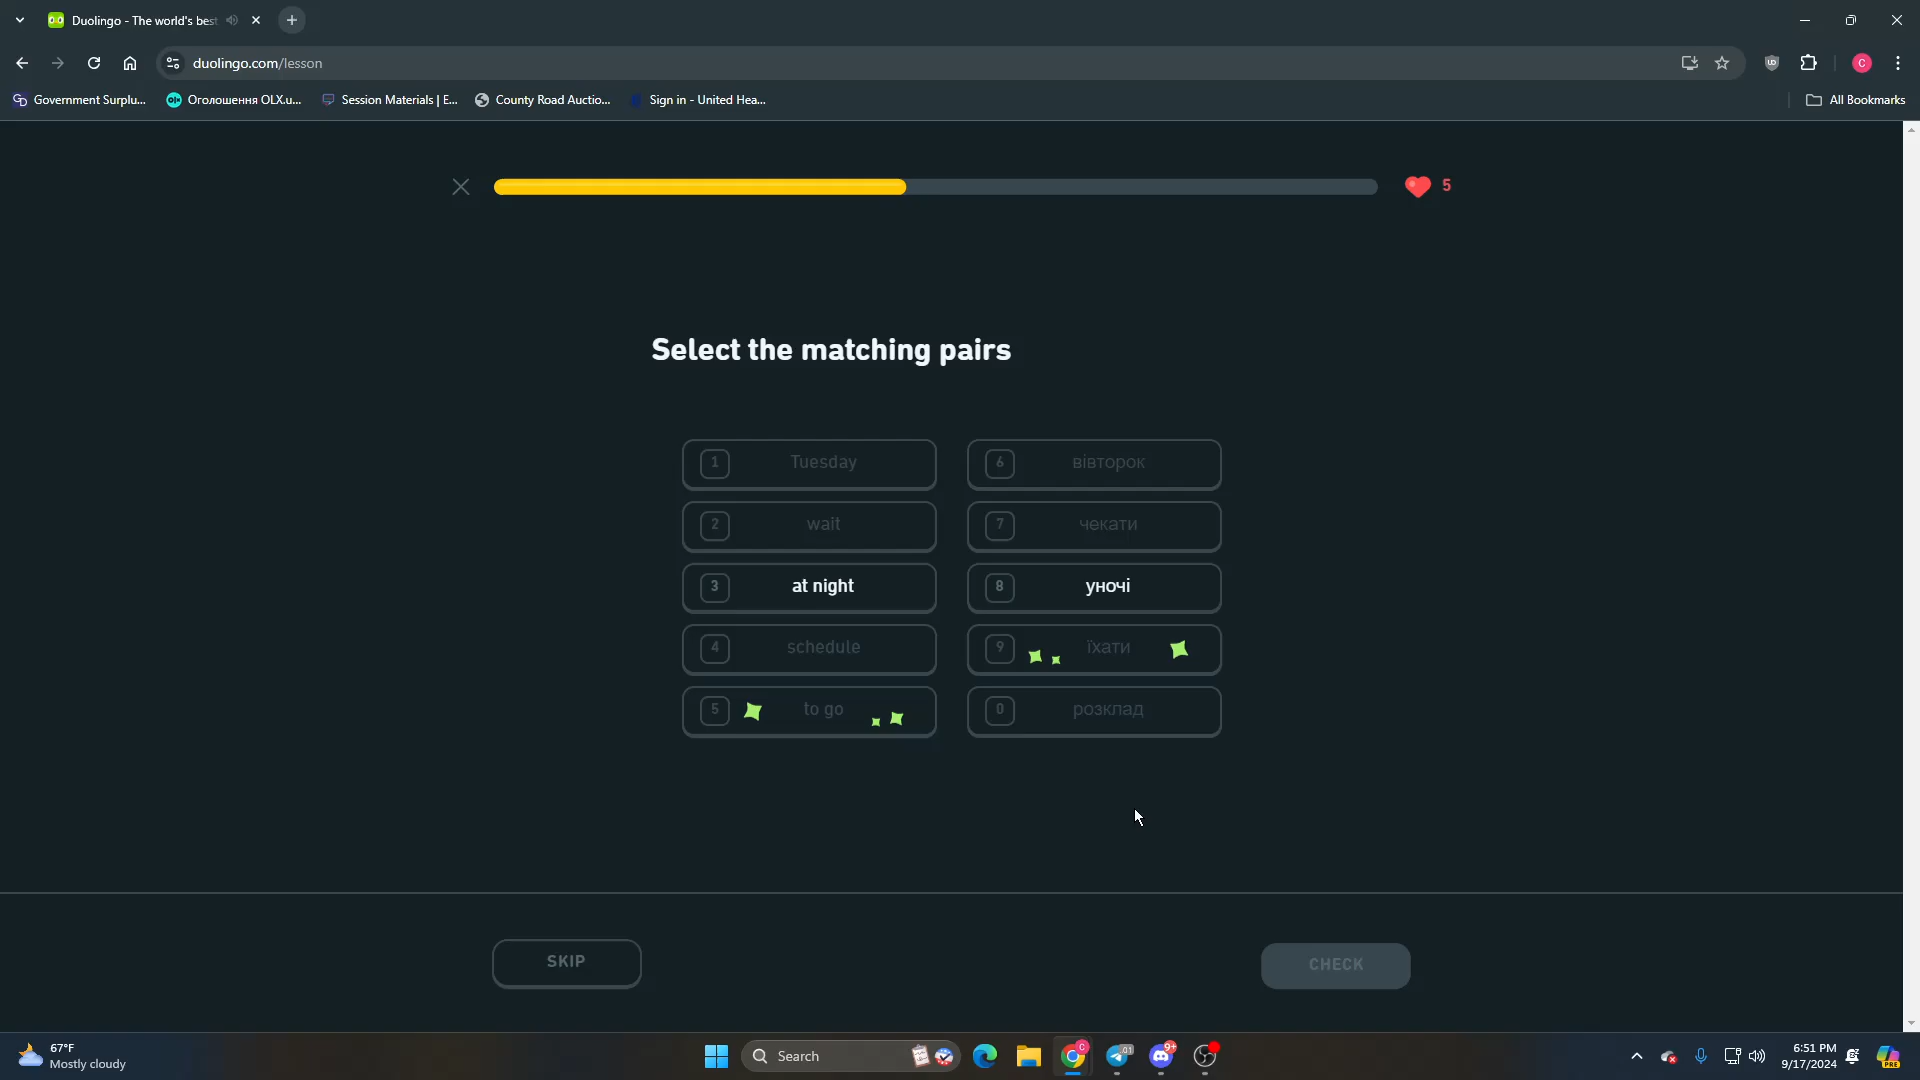 Duolingo - The world's best
duolingo.com/lesson
C
Government Surplu...
Оголошення OLX.u...
Session Materials | E...
County Road Auctio...
Sign in - United Hea...
All Bookmarks
5
Select the matching pairs
1 Tuesday
6 вівторок
2 wait
7 чекати
3 at night
8 уночі
4 schedule
9 їхати
5 to go
0 розклад
SKIP
CHECK
67°F
Mostly cloudy
Search
C
.01
9+
6:51 PM
9/17/2024
PRE